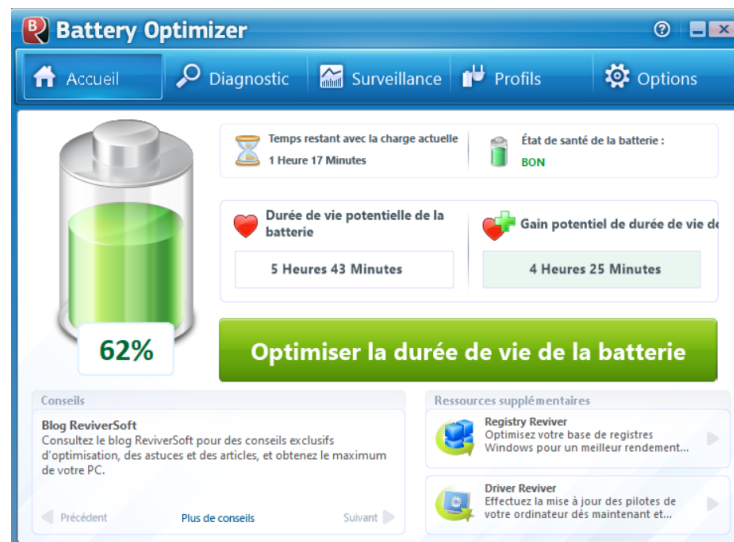 Battery Optimizer
Accueil
Diagnostic
Surveillance
Profils
Options
Temps restant avec la charge actuelle
1 Heure 17 Minutes
État de santé de la batterie :
BON
Durée de vie potentielle de la
batterie
5 Heures 43 Minutes
Gain potentiel de durée de vie de
4 Heures 25 Minutes
62%
Optimiser la durée de vie de la batterie
Conseils
Blog ReviverSoft
Consultez le blog ReviverSoft pour des conseils exclusifs
d'optimisation, des astuces et des articles, et obtenez le maximum
de votre PC.
Précédent
Plus de conseils
Suivant
Ressources supplémentaires
Registry Reviver
Optimisez votre base de registres
Windows pour un meilleur rendement...
Driver Reviver
Effectuez la mise à jour des pilotes de
votre ordinateur dès maintenant et...